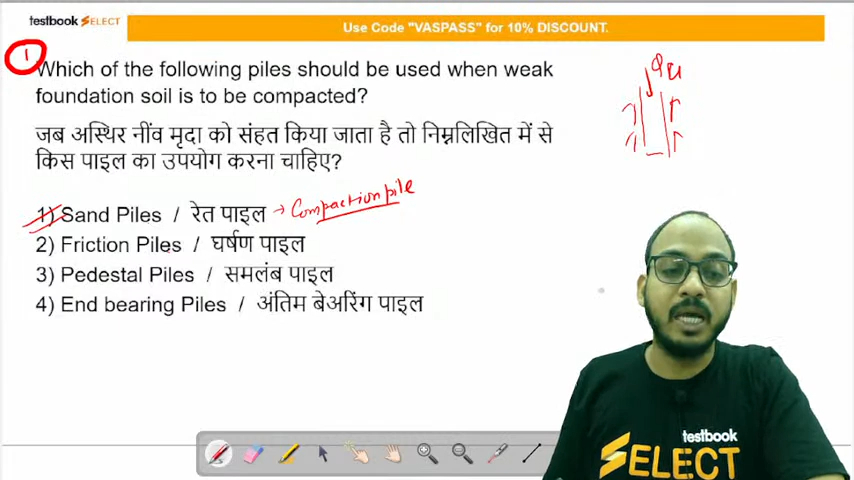 testbook SELECT
Use Code "VASPASS" for 10% DISCOUNT.
1
Which of the following piles should be used when weak
foundation soil is to be compacted?
जब अस्थिर नींव मृदा को संहत किया जाता है तो निम्नलिखित में से
किस पाइल का उपयोग करना चाहिए?
1) Sand Piles / रेत पाइल → Compaction pile
2) Friction Piles / घर्षण पाइल
3) Pedestal Piles / समलंब पाइल
4) End bearing Piles / अंतिम बेअरिंग पाइल
testbook
SELECT